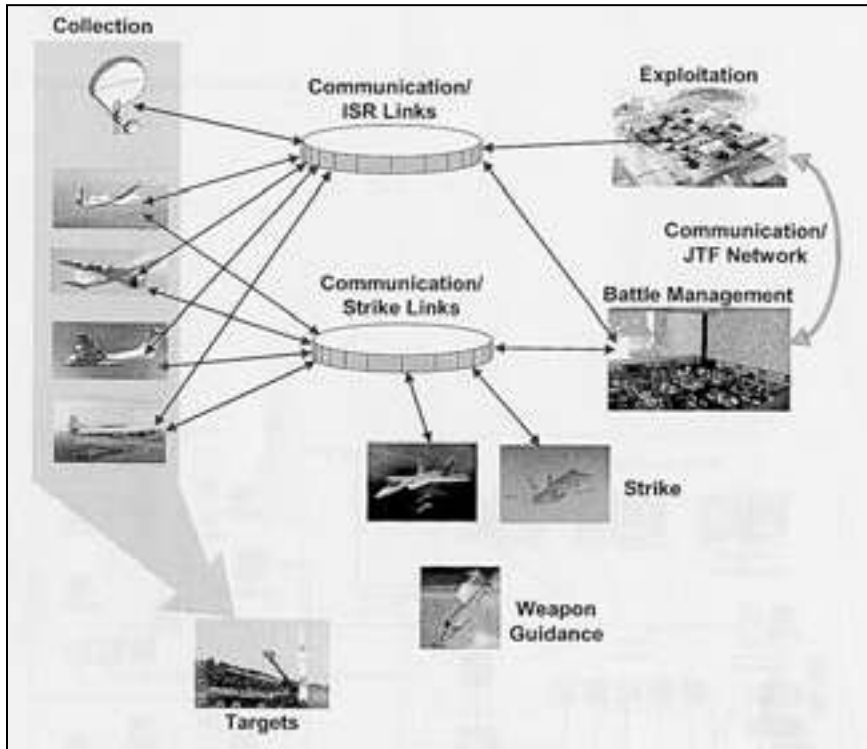 Collection
Communication/
ISR Links
Exploitation
Communication/
JTF Network
Communication/
Strike Links
Battle Management
Strike
Weapon
Guidance
Targets